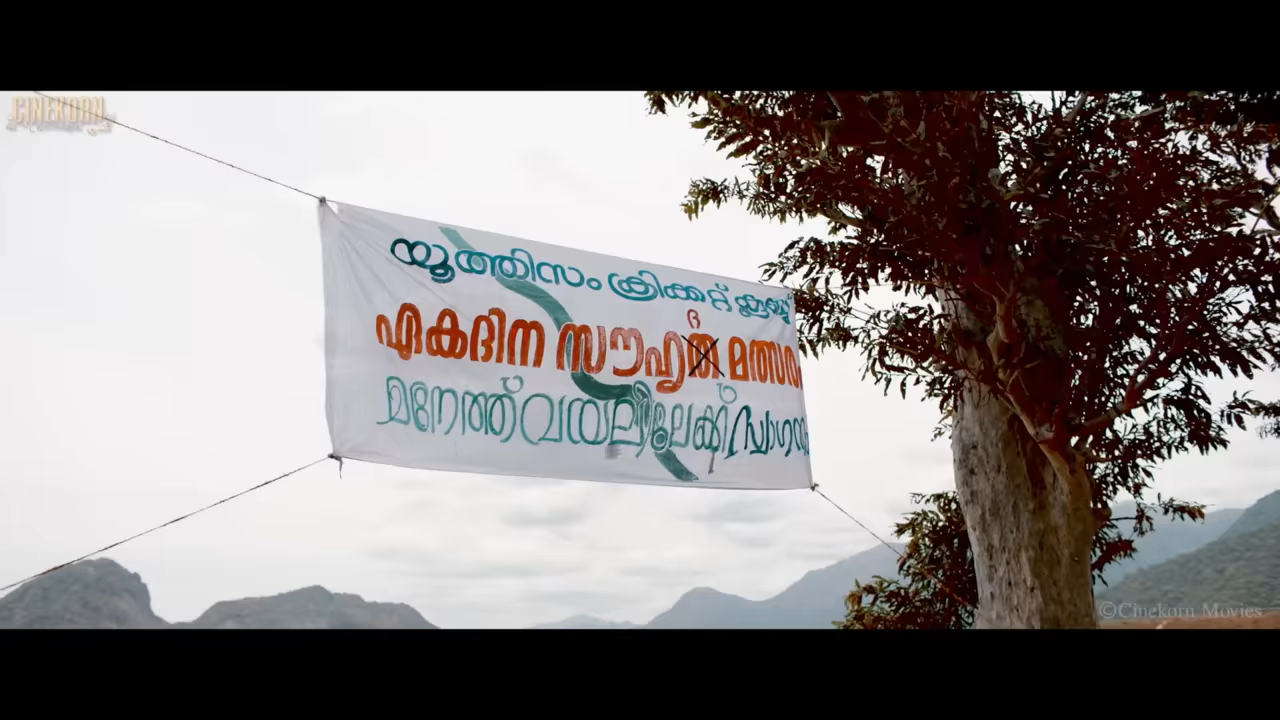 CINEKORN
യൂത്തിസം ക്രിക്കറ്റ് ക്ലബ്ബ്
ദ
ഏകദിന സൗഹൃത മത്സര
മനേത്ത് വയലിലേക്ക് സ്വാഗതം
©Cinekorn Movies